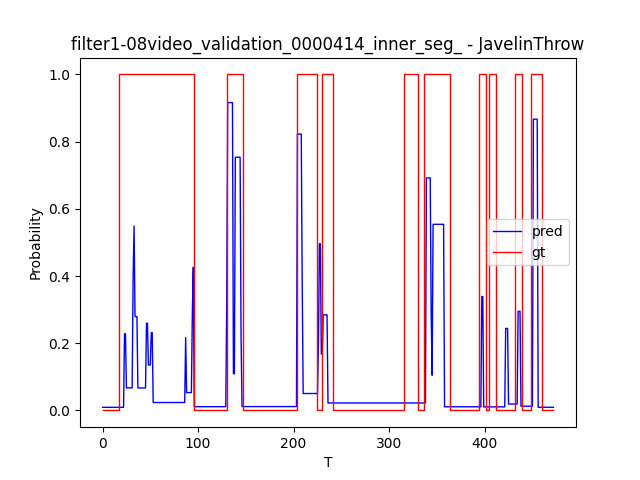 filter1-08video_validation_0000414_inner_seg_ - JavelinThrow
1.0
0.8
0.6
0.4
0.2
0.0
Probability
pred
gt
0
100
200
300
400
T